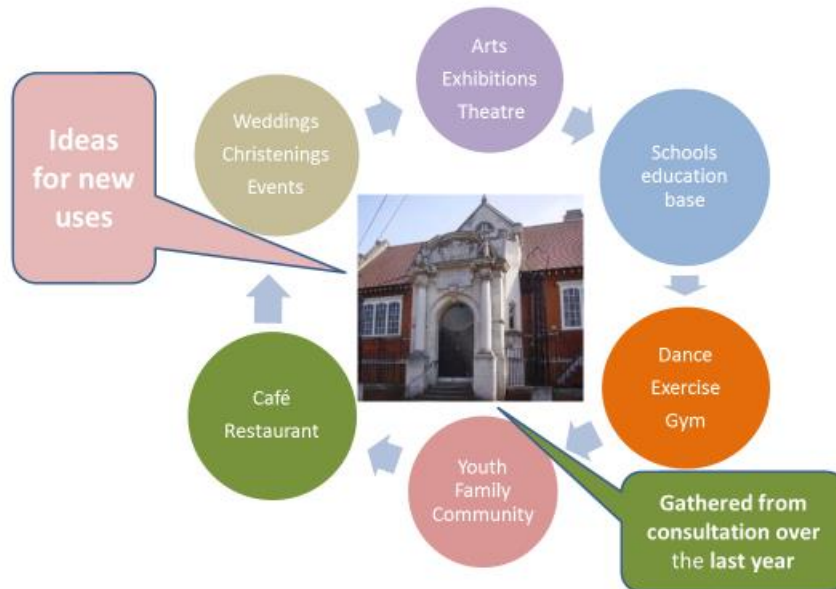 Ideas
for new
uses
Arts
Exhibitions
Theatre
Schools
education
base
Dance
Exercise
Gym
Youth
Family
Community
Café
Restaurant
Weddings
Christenings
Events
Gathered from
consultation over
the last year